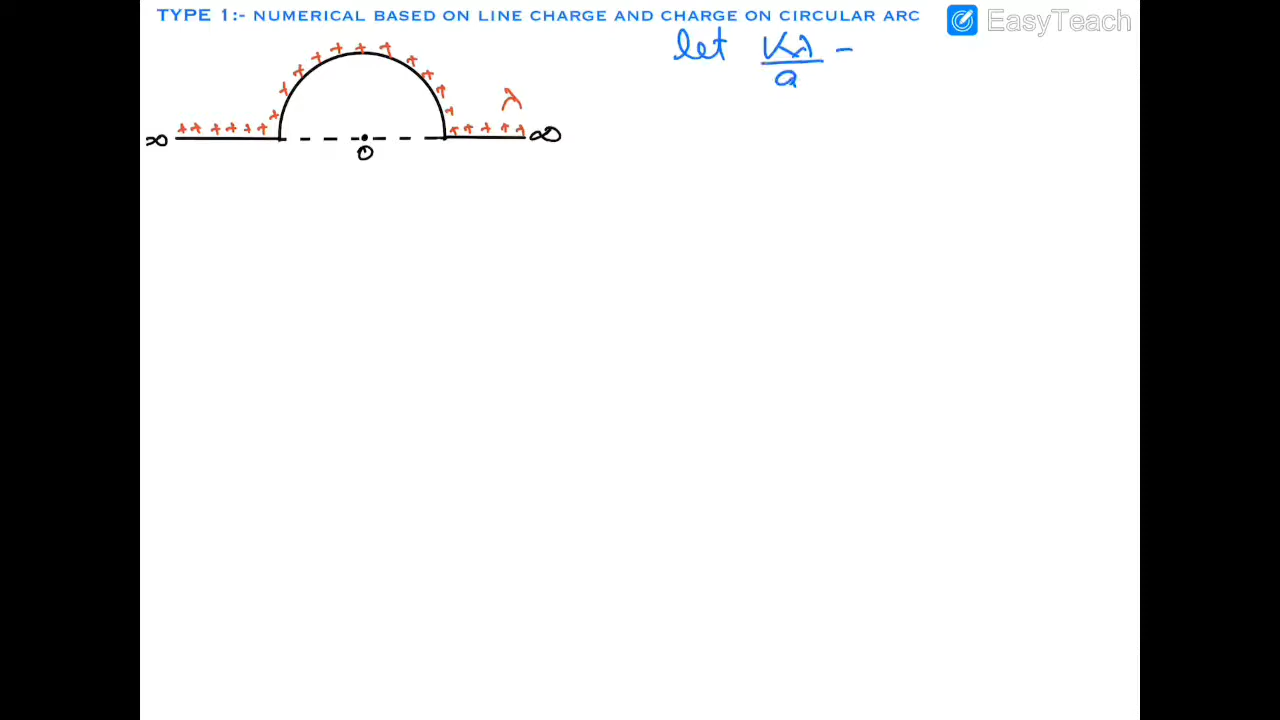 TYPE 1:- NUMERICAL BASED ON LINE CHARGE AND CHARGE ON CIRCULAR ARC
EasyTeach
let Kλ/a -
+ + + + + + + + + + + + + + + + + + + + + + λ
∞ ∞
O